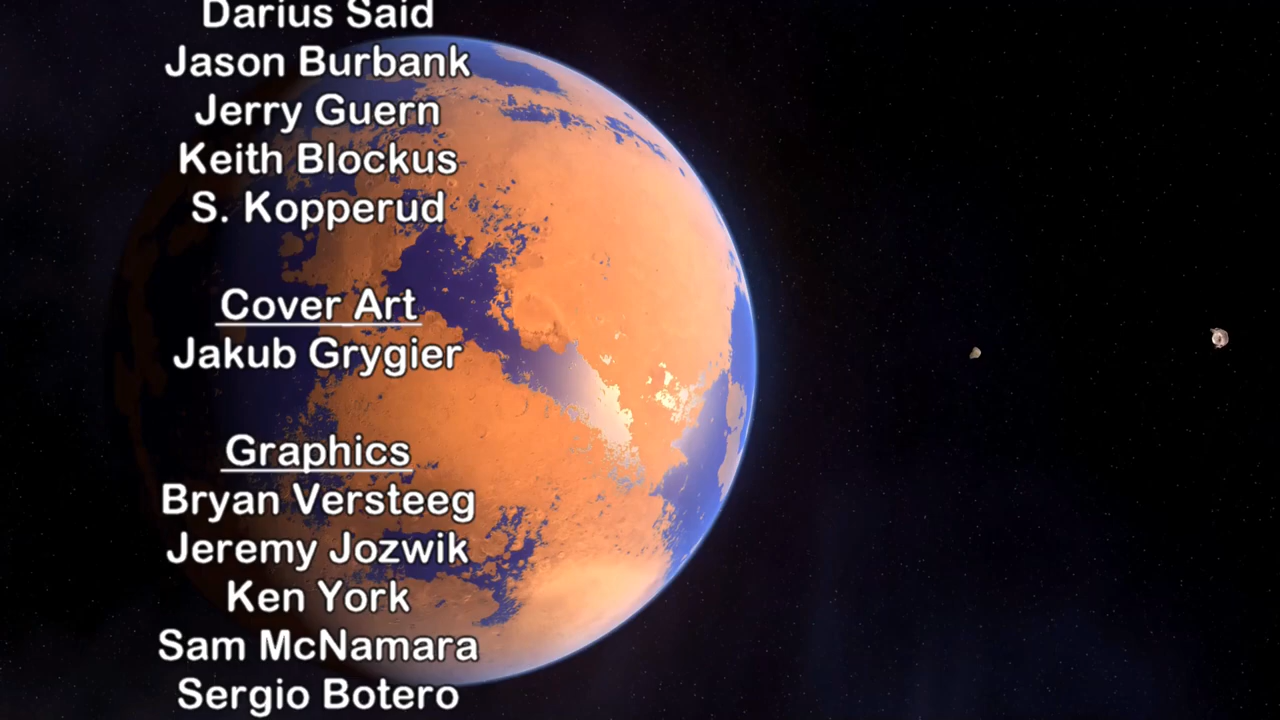 Darius Said
Jason Burbank
Jerry Guern
Keith Blockus
S. Kopperud
Cover Art
Jakub Grygier
Graphics
Bryan Versteeg
Jeremy Jozwik
Ken York
Sam McNamara
Sergio Botero